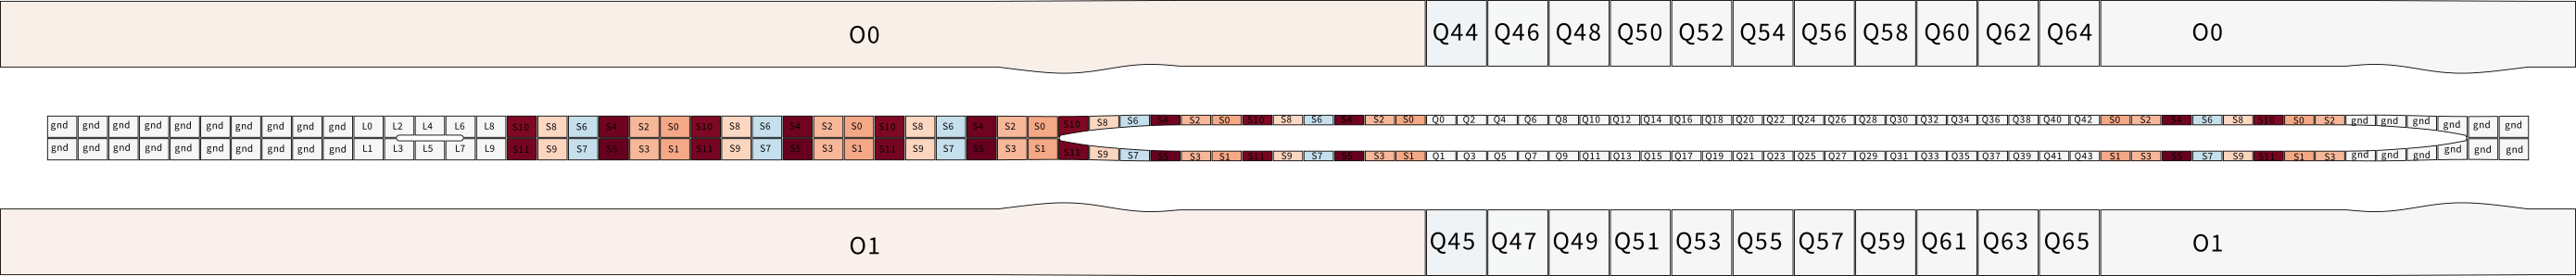 O0 Q44 Q46 Q48 Q50 Q52 Q54 Q56 Q58 Q60 Q62 Q64 O0
gnd gnd gnd gnd gnd gnd gnd gnd gnd gnd L0 L2 L4 L6 L8 S10 S8 S6 S4 S2 S0 S10 S8 S6 S4 S2 S0 S10 S8 S6 S4 S2 S0 S10 S8 S6 S4 S2 S0 S10 S8 S6 S4 S2 S0 Q0 Q2 Q4 Q6 Q8 Q10 Q12 Q14 Q16 Q18 Q20 Q22 Q24 Q26 Q28 Q30 Q32 Q34 Q36 Q38 Q40 Q42 S0 S2 S4 S6 S8 S10 S0 S2 gnd gnd gnd gnd gnd gnd
gnd gnd gnd gnd gnd gnd gnd gnd gnd gnd L1 L3 L5 L7 L9 S11 S9 S7 S5 S3 S1 S11 S9 S7 S5 S3 S1 S11 S9 S7 S5 S3 S1 S11 S9 S7 S5 S3 S1 S11 S9 S7 S5 S3 S1 Q1 Q3 Q5 Q7 Q9 Q11 Q13 Q15 Q17 Q19 Q21 Q23 Q25 Q27 Q29 Q31 Q33 Q35 Q37 Q39 Q41 Q43 S1 S3 S5 S7 S9 S11 S1 S3 gnd gnd gnd gnd gnd gnd
O1 Q45 Q47 Q49 Q51 Q53 Q55 Q57 Q59 Q61 Q63 Q65 O1